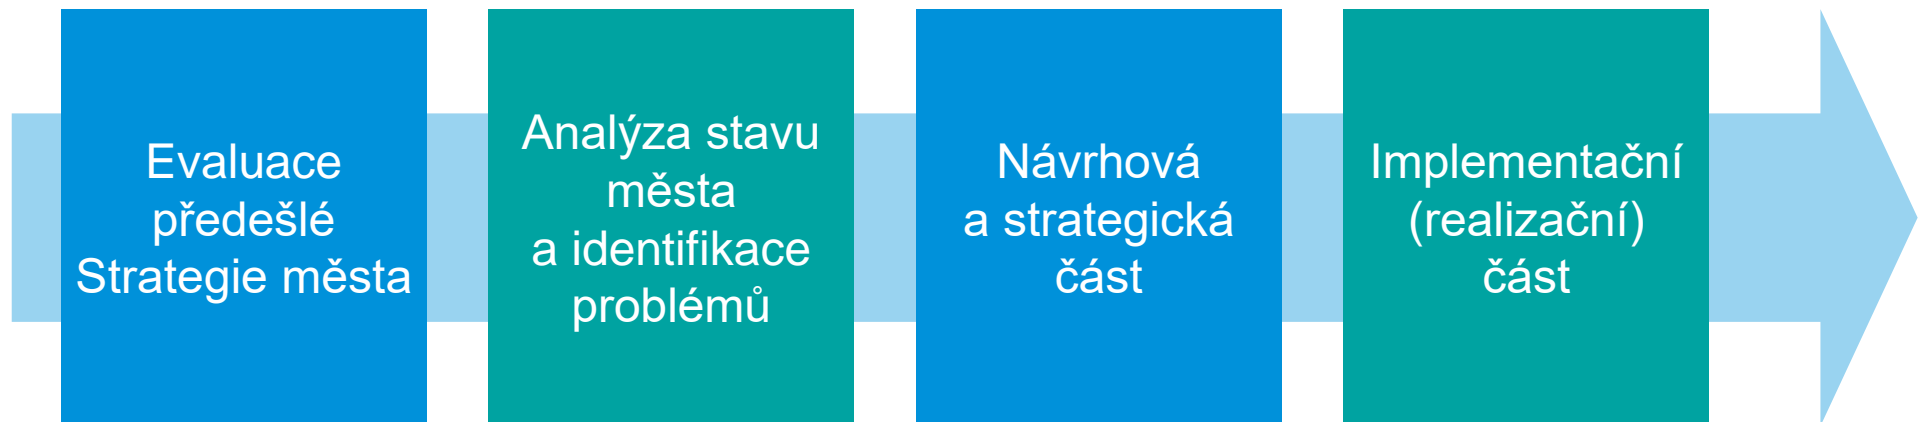 Evaluace
předešlé
Strategie města
Analýza stavu
města
a identifikace
problémů
Návrhová
a strategická
část
Implementační
(realizační)
část